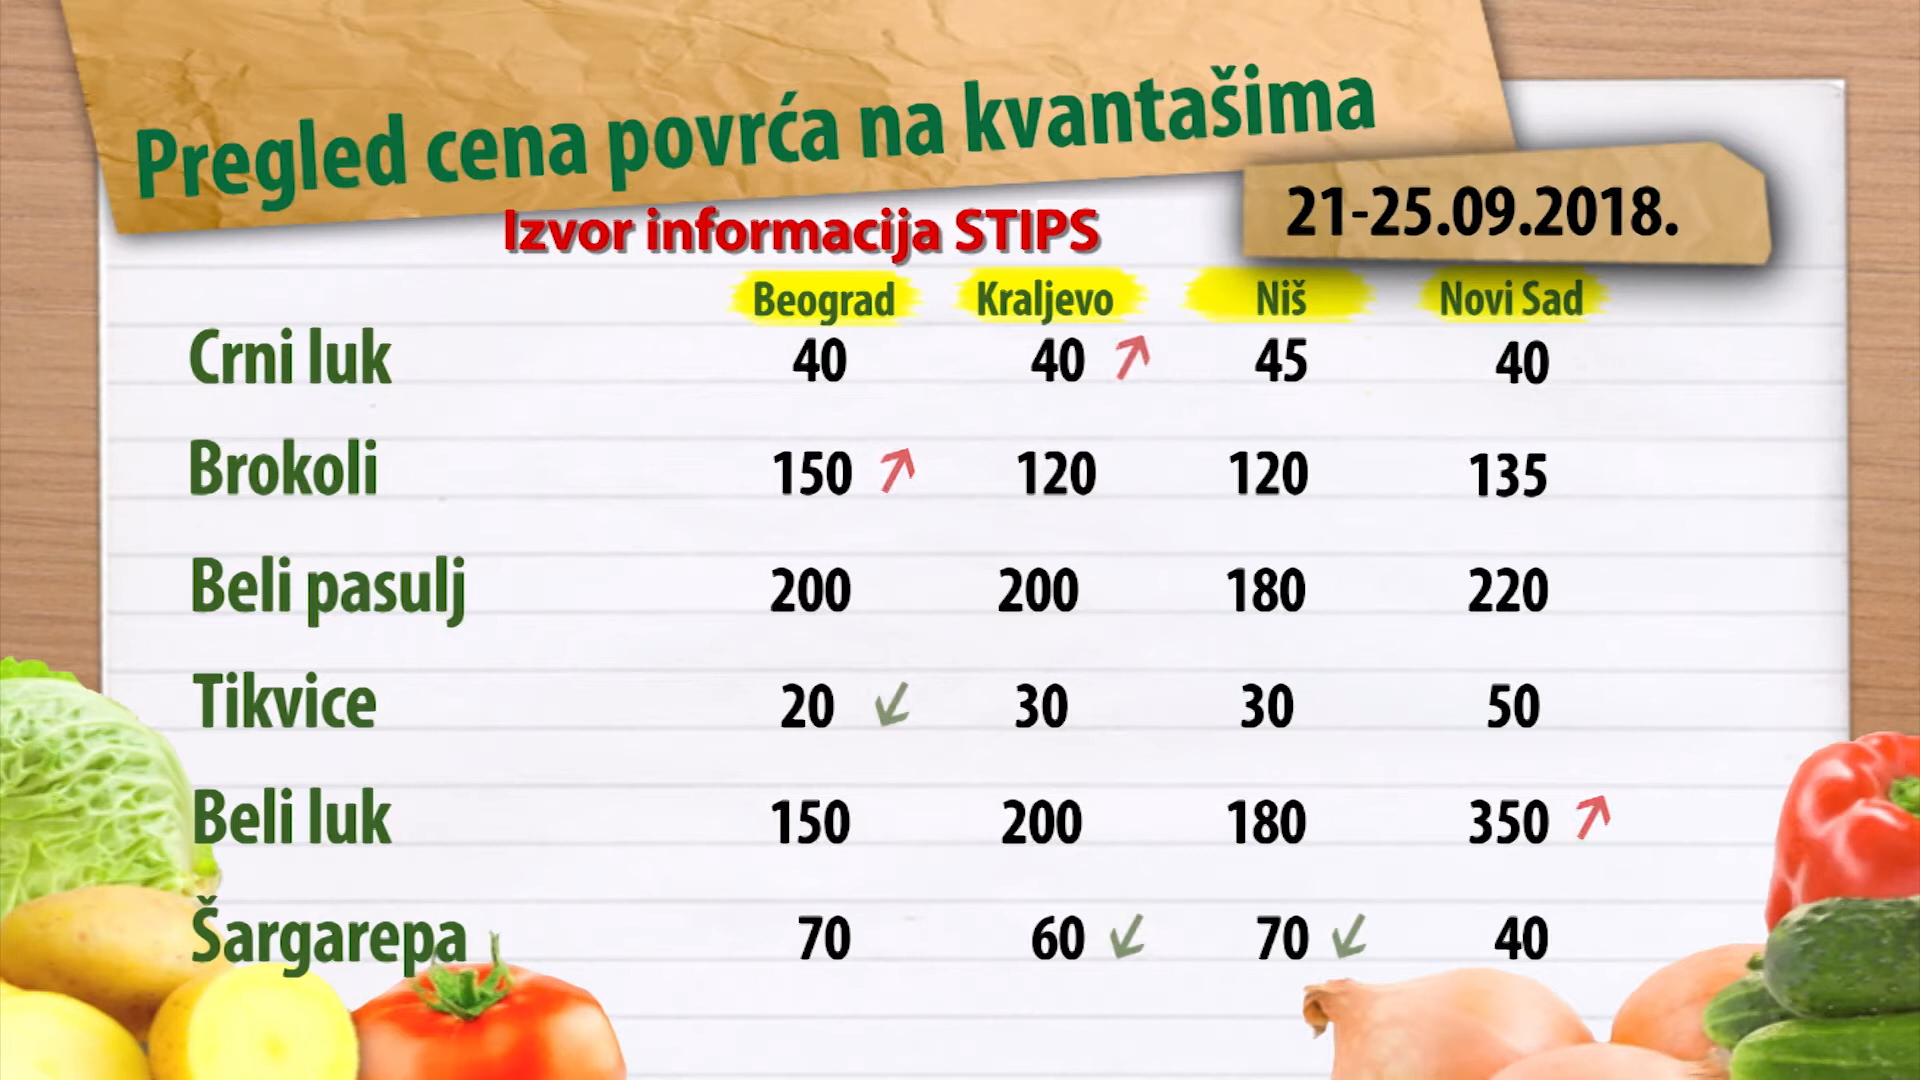 Pregled cena povrća na kvantašima
21-25.09.2018.
Izvor informacija STIPS
Beograd Kraljevo Niš Novi Sad
Crni luk 40 40 45 40
Brokoli 150 120 120 135
Beli pasulj 200 200 180 220
Tikvice 20 30 30 50
Beli luk 150 200 180 350
Šargarepa 70 60 70 40